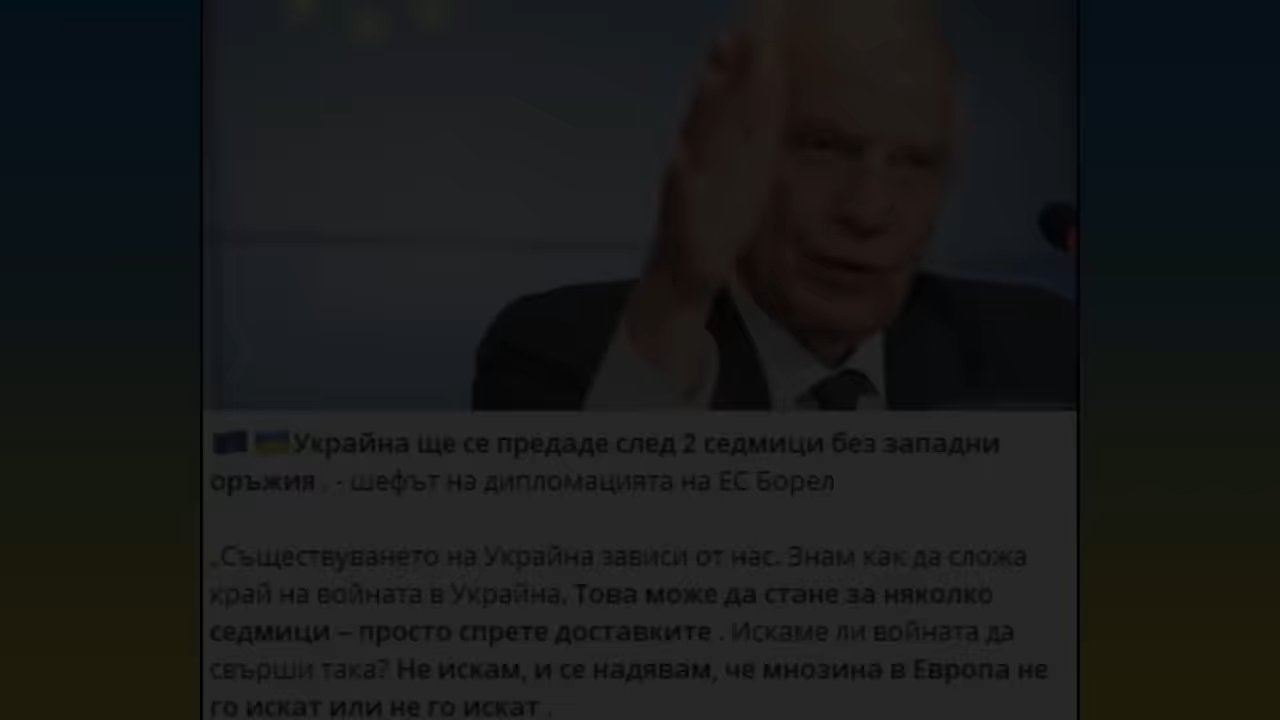 Украйна ще се предаде след 2 седмици без западни
оръжия . - шефът на дипломацията на ЕС Борел
„Съществуването на Украйна зависи от нас. Знам как да сложа
край на войната в Украйна. Това може да стане за няколко
седмици – просто спрете доставките . Искаме ли войната да
свърши така? Не искам, и се надявам, че мнозина в Европа не
го искат или не го искат .